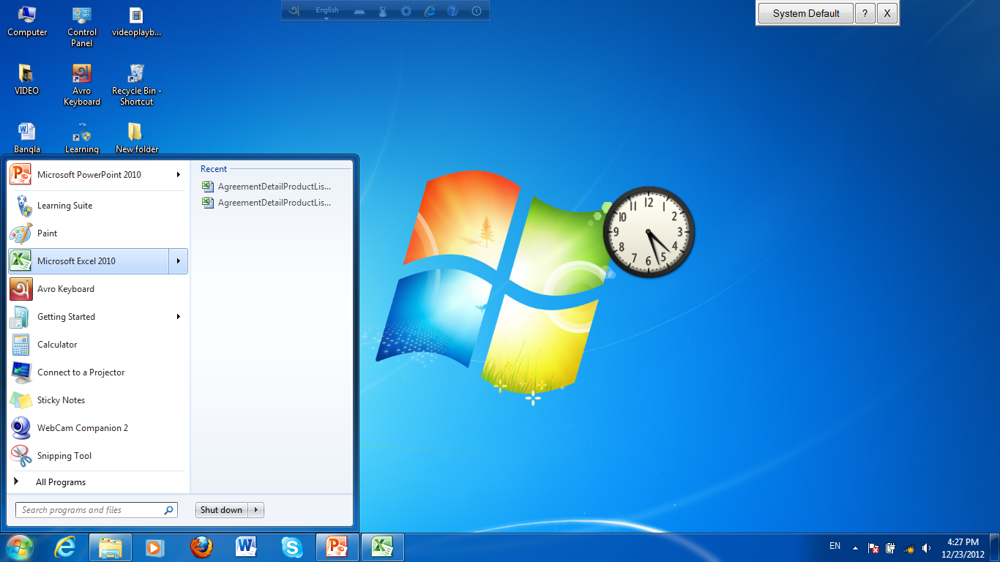 Computer
Control Panel
videoplayb...
English
System Default
?
X
VIDEO
Avro Keyboard
Recycle Bin - Shortcut
Bangla
Learning
New folder
Microsoft PowerPoint 2010
Learning Suite
Paint
Microsoft Excel 2010
Avro Keyboard
Getting Started
Calculator
Connect to a Projector
Sticky Notes
WebCam Companion 2
Snipping Tool
All Programs
Search programs and files
Shut down
Recent
AgreementDetailProductLis...
AgreementDetailProductLis...
12
1
2
3
4
5
6
7
8
9
10
11
EN
4:27 PM
12/23/2012